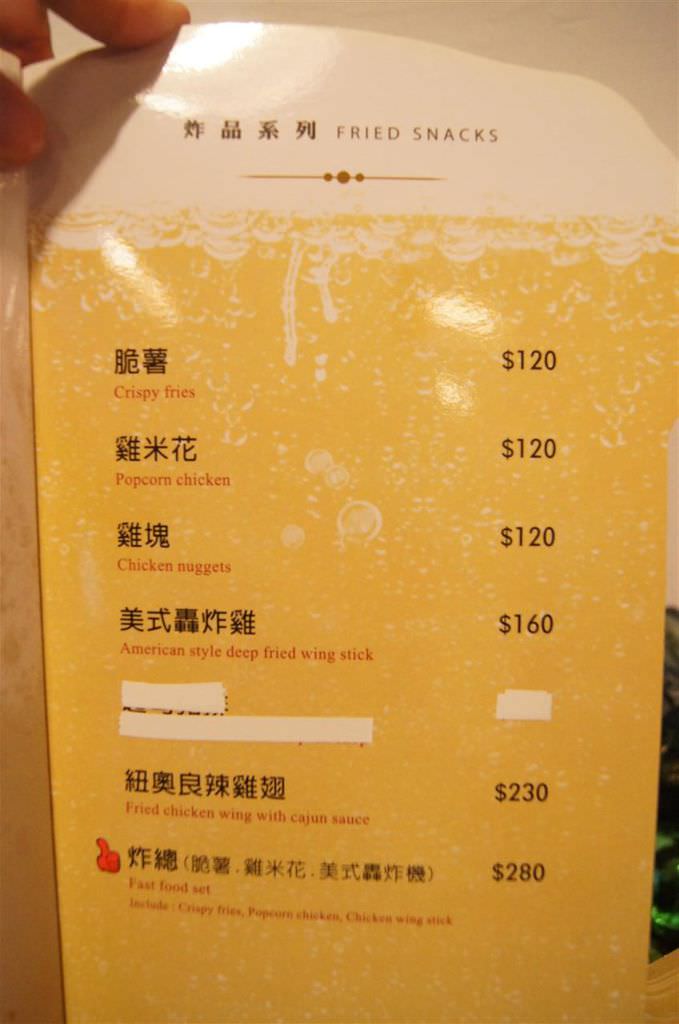 炸品系列 FRIED SNACKS
脆薯 $120
Crispy fries
雞米花 $120
Popcorn chicken
雞塊 $120
Chicken nuggets
美式轟炸雞 $160
American style deep fried wing stick
紐奧良辣雞翅 $230
Fried chicken wing with cajun sauce
炸總(脆薯.雞米花.美式轟炸機) $280
Fast food set
Include : Crispy fries, Popcorn chicken, Chicken wing stick